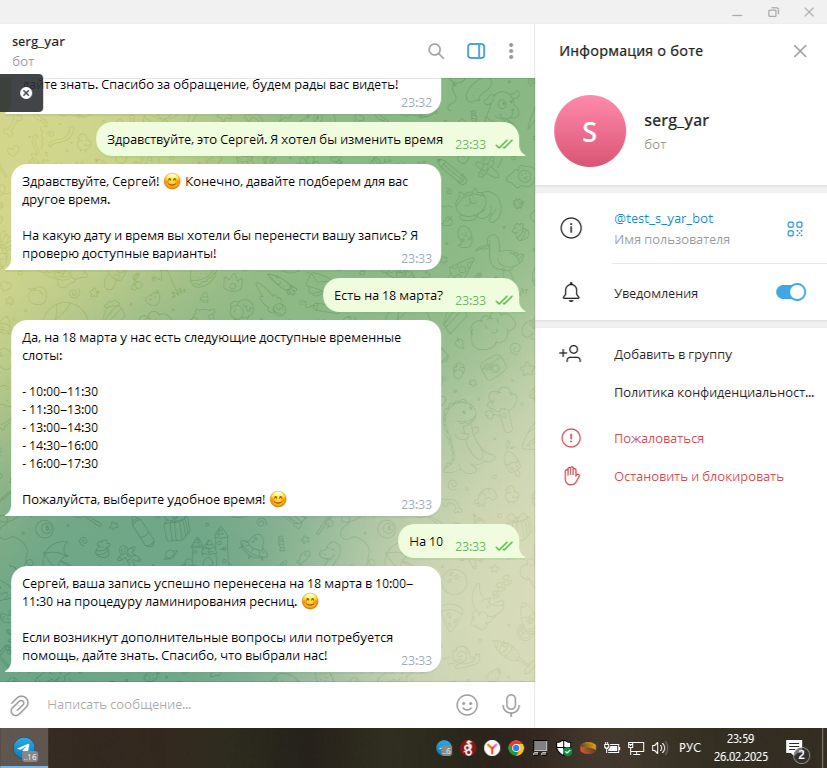 serg_yar
бот
дайте знать. Спасибо за обращение, будем рады вас видеть!
23:32
Здравствуйте, это Сергей. Я хотел бы изменить время
23:33
Здравствуйте, Сергей! 😊 Конечно, давайте подберем для вас
другое время.
На какую дату и время вы хотели бы перенести вашу запись? Я
проверю доступные варианты!
23:33
Есть на 18 марта?
23:33
Да, на 18 марта у нас есть следующие доступные временные
слоты:
- 10:00–11:30
- 11:30–13:00
- 13:00–14:30
- 14:30–16:00
- 16:00–17:30
Пожалуйста, выберите удобное время! 😊
23:33
На 10
23:33
Сергей, ваша запись успешно перенесена на 18 марта в 10:00–
11:30 на процедуру ламинирования ресниц. 😊
Если возникнут дополнительные вопросы или потребуется
помощь, дайте знать. Спасибо, что выбрали нас!
23:33
Написать сообщение...
Информация о боте
S
serg_yar
бот
@test_s_yar_bot
Имя пользователя
Уведомления
Добавить в группу
Политика конфиденциальност...
Пожаловаться
Остановить и блокировать
..16
РУС
23:59
26.02.2025
2